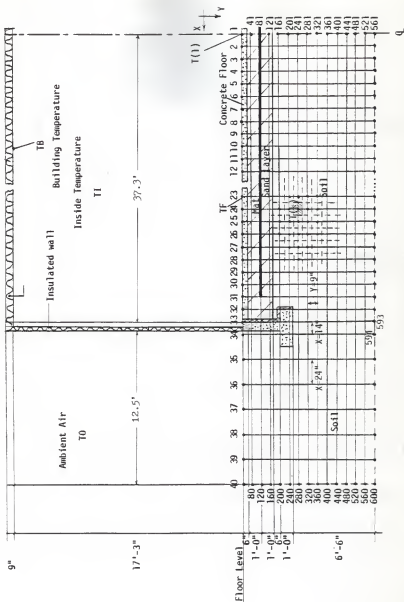 9"
17'-3"
Floor Level
6"
1'-0"
1'-0"
6"
1'-0"
6'-6"
Insulated wall
TB
Building Temperature
Inside Temperature
TI
Ambient Air
TO
37.3'
12.5'
X
Y
T(1)
Concrete Floor
TF
Mat
Sand Layer
Soil
Y=9"
X=14"
X=24"
Soil
40 39 38 37 36 35 34 33 32 31 30 29 28 27 26 25 24 23 12 11 10 9 8 7 6 5 4 3 2 1
41
81
121
161
201
241
281
321
361
401
441
481
521
561
80
120
160
200
240
280
320
360
400
440
480
520
560
600
594
593